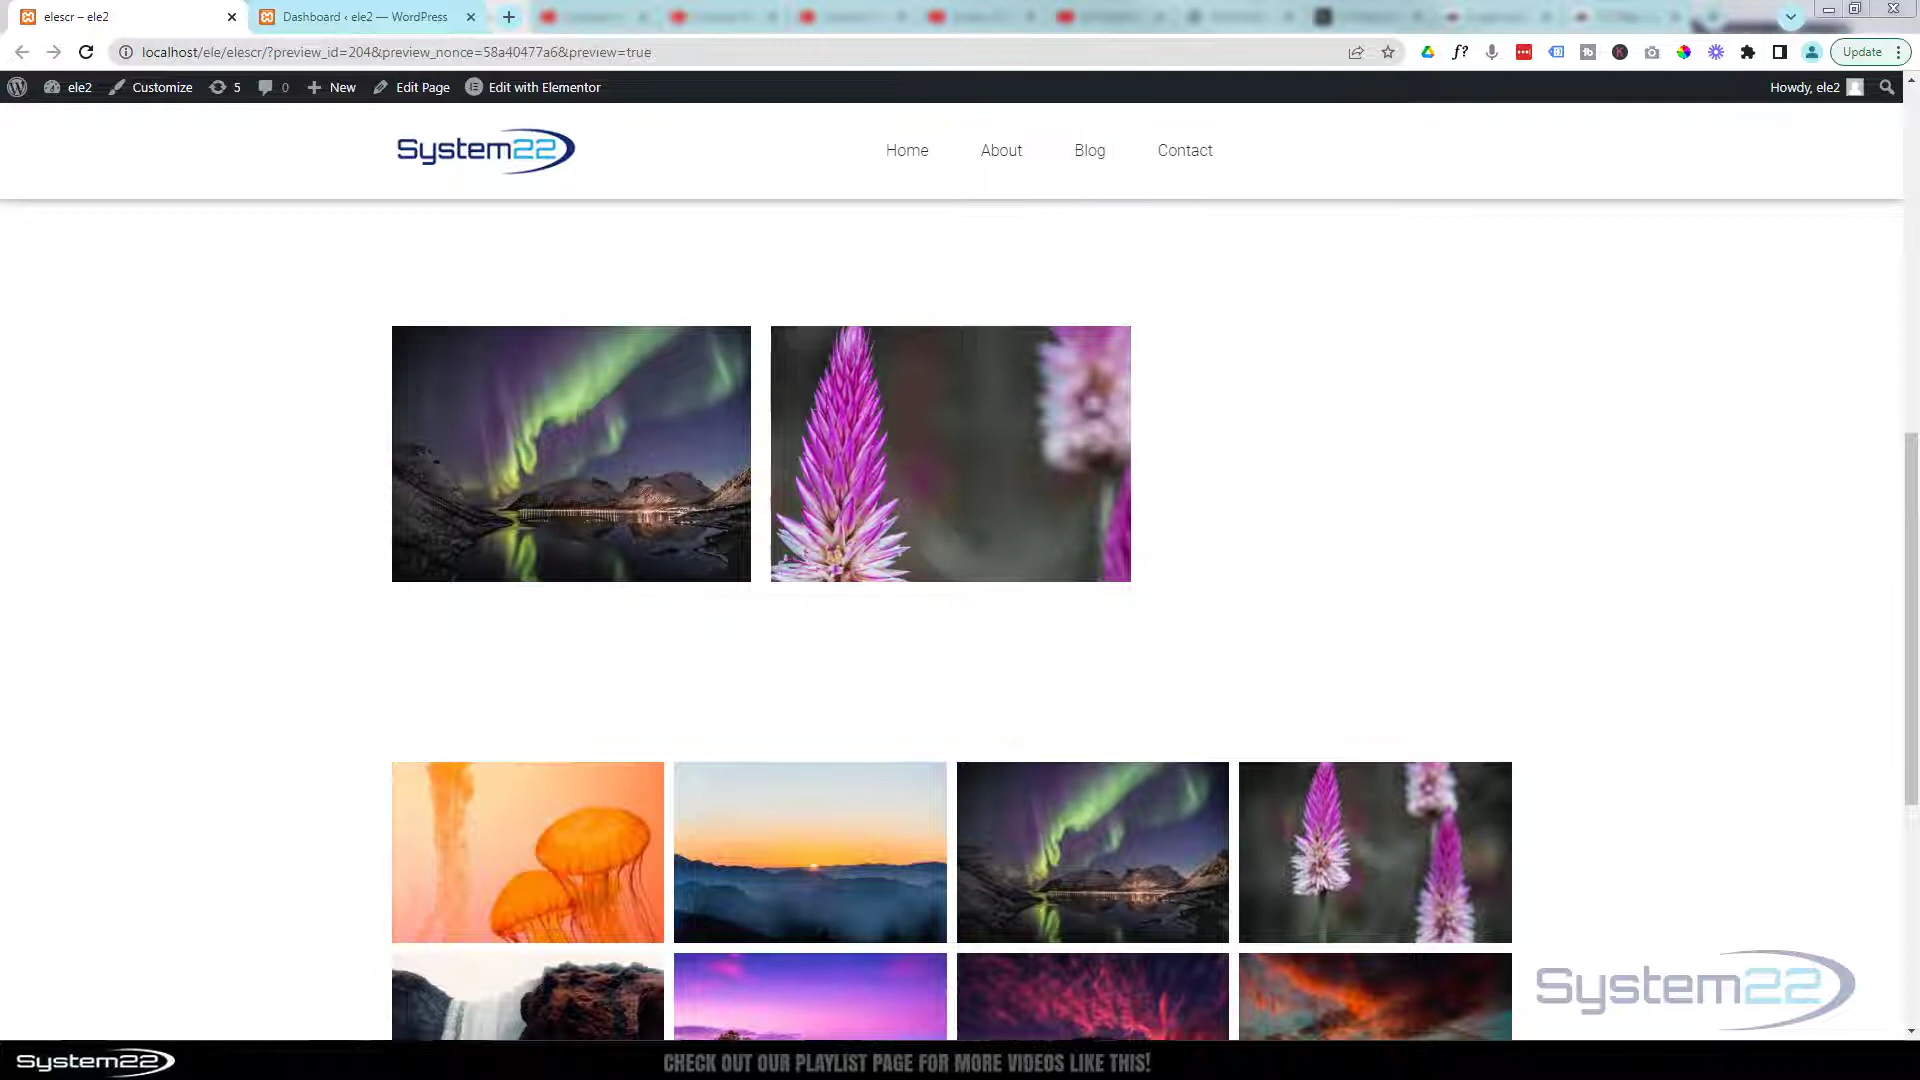 elescr – ele2
Dashboard ‹ ele2 — WordPress
localhost/ele/elescr/?preview_id=204&preview_nonce=58a40477a6&preview=true
Update
ele2
Customize
5
0
New
Edit Page
Edit with Elementor
Howdy, ele2
System22
Home
About
Blog
Contact
System22
System22
CHECK OUT OUR PLAYLIST PAGE FOR MORE VIDEOS LIKE THIS!